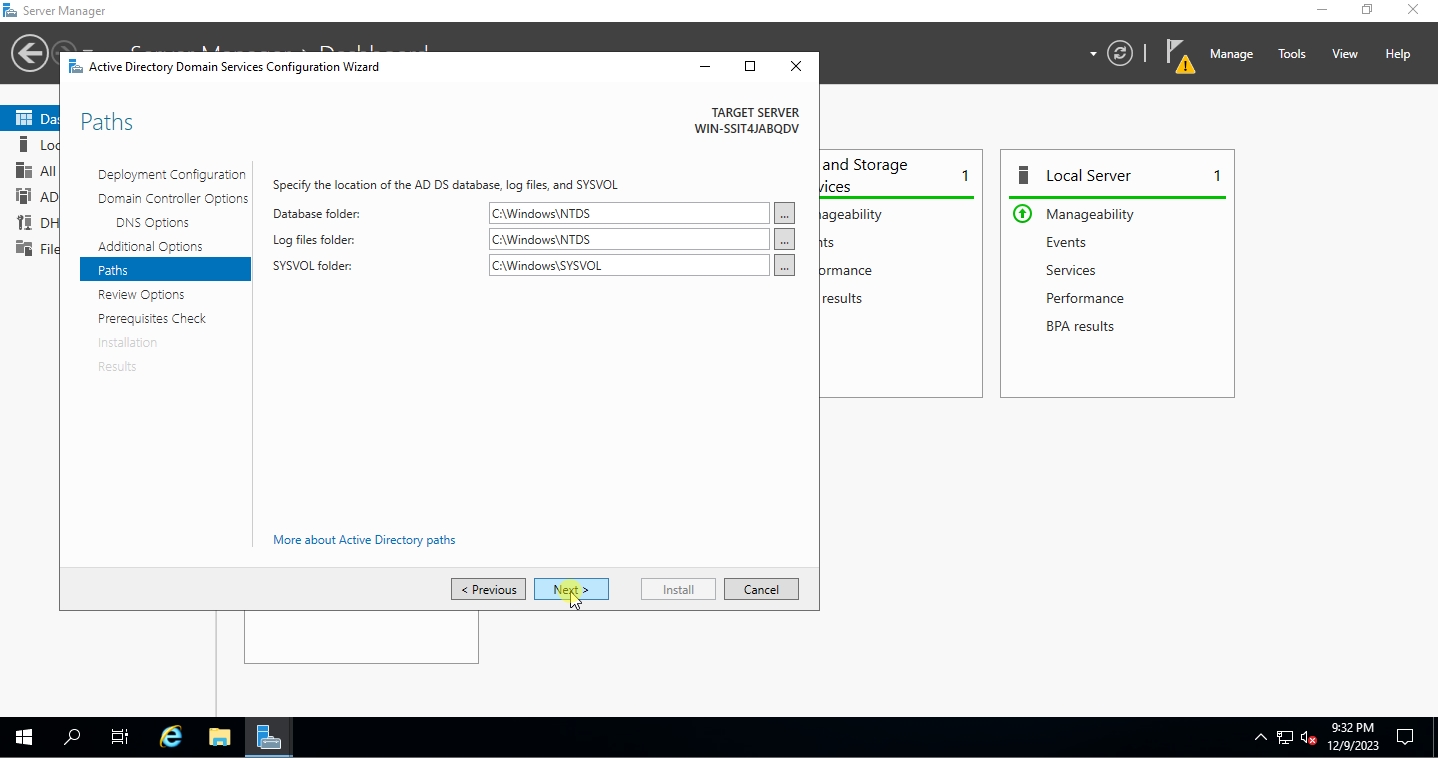 Server Manager
Manage
Tools
View
Help
Active Directory Domain Services Configuration Wizard
Paths
TARGET SERVER
WIN-SSIT4JABQDV
Deployment Configuration
Domain Controller Options
DNS Options
Additional Options
Paths
Review Options
Prerequisites Check
Installation
Results
Specify the location of the AD DS database, log files, and SYSVOL
Database folder:
C:\Windows\NTDS
...
Log files folder:
C:\Windows\NTDS
...
SYSVOL folder:
C:\Windows\SYSVOL
...
More about Active Directory paths
< Previous
Next >
Install
Cancel
Das
Loc
All
AD
DH
File
and Storage
1
vices
ageability
nts
ormance
results
Local Server
1
Manageability
Events
Services
Performance
BPA results
9:32 PM
12/9/2023